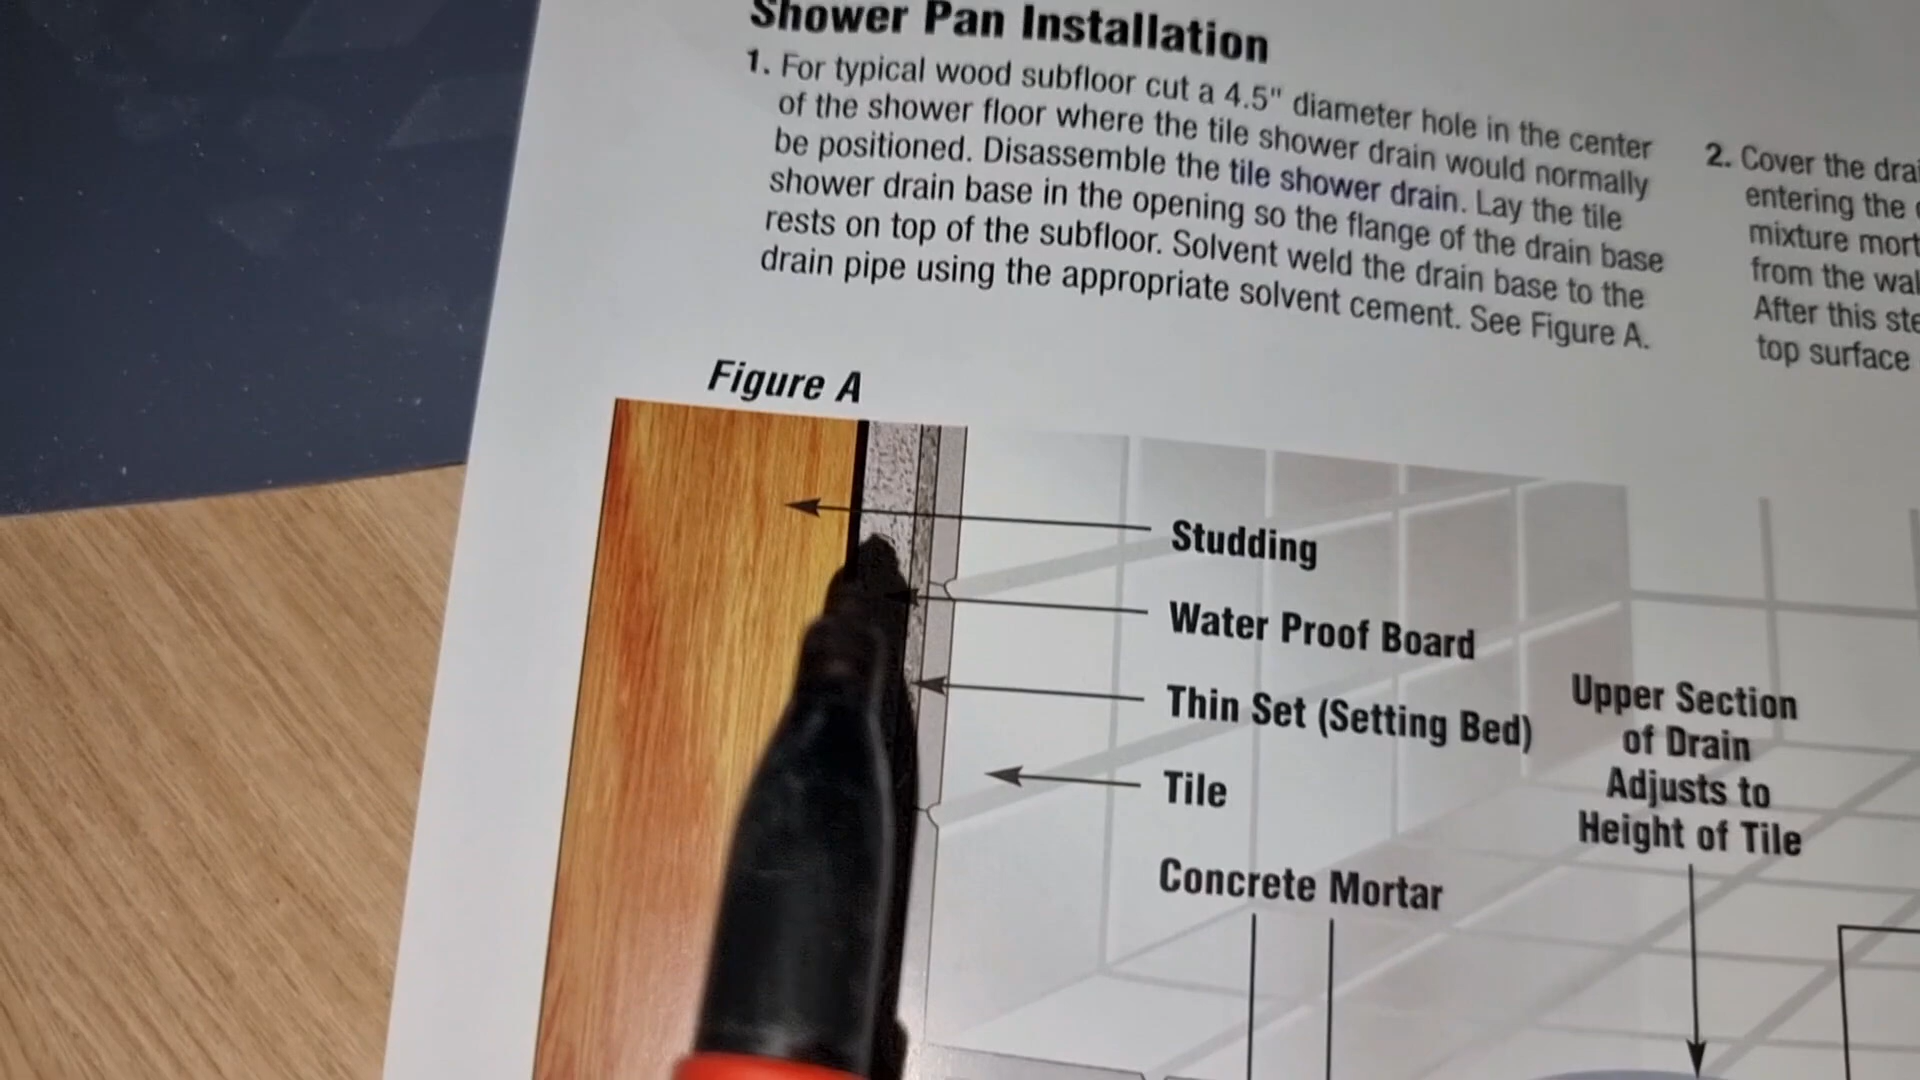 Shower Pan Installation
1. For typical wood subfloor cut a 4.5" diameter hole in the center
of the shower floor where the tile shower drain would normally
be positioned. Disassemble the tile shower drain. Lay the tile
shower drain base in the opening so the flange of the drain base
rests on top of the subfloor. Solvent weld the drain base to the
drain pipe using the appropriate solvent cement. See Figure A.
2. Cover the
entering the
from the
After this
top surface
Figure A
Studding
Water Proof Board
Thin Set (Setting Bed)
Tile
Concrete Mortar
Upper Section
of Drain
Adjusts to
Height of Tile